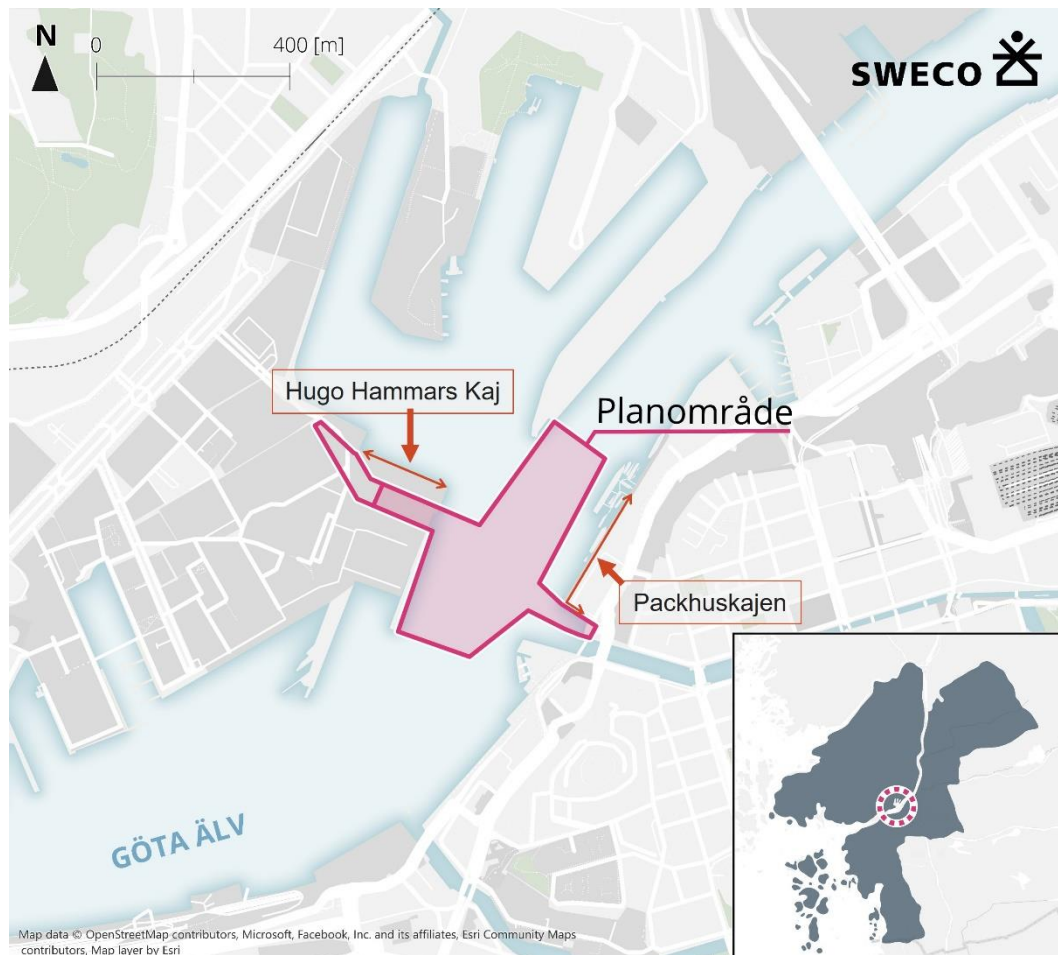 N
0 400 [m]
SWECO
Hugo Hammars Kaj
Planområde
Packhuskajen
GÖTA ÄLV
Map data © OpenStreetMap contributors, Microsoft, Facebook, Inc. and its affiliates, Esri Community Maps
contributors, Map layer by Esri